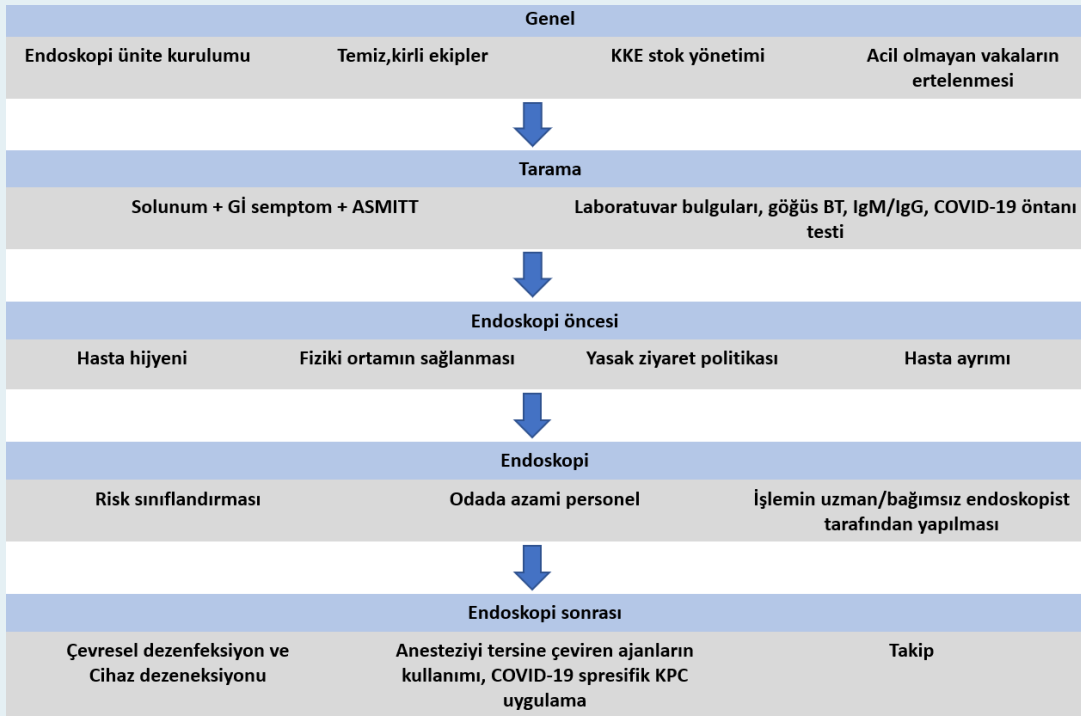 Genel
Endoskopi ünite kurulumu
Temiz,kirli ekipler
KKE stok yönetimi
Acil olmayan vakaların
ertelenmesi
Tarama
Solunum + Gİ semptom + ASMITT
Laboratuvar bulguları, göğüs BT, IgM/IgG, COVID-19 öntanı
testi
Endoskopi öncesi
Hasta hijyeni
Fiziki ortamın sağlanması
Yasak ziyaret politikası
Hasta ayrımı
Endoskopi
Risk sınıflandırması
Odada azami personel
İşlemin uzman/bağımsız endoskopist
tarafından yapılması
Endoskopi sonrası
Çevresel dezenfeksiyon ve
Cihaz dezeneksiyonu
Anesteziyi tersine çeviren ajanların
kullanımı, COVID-19 spresifik KPC
uygulama
Takip